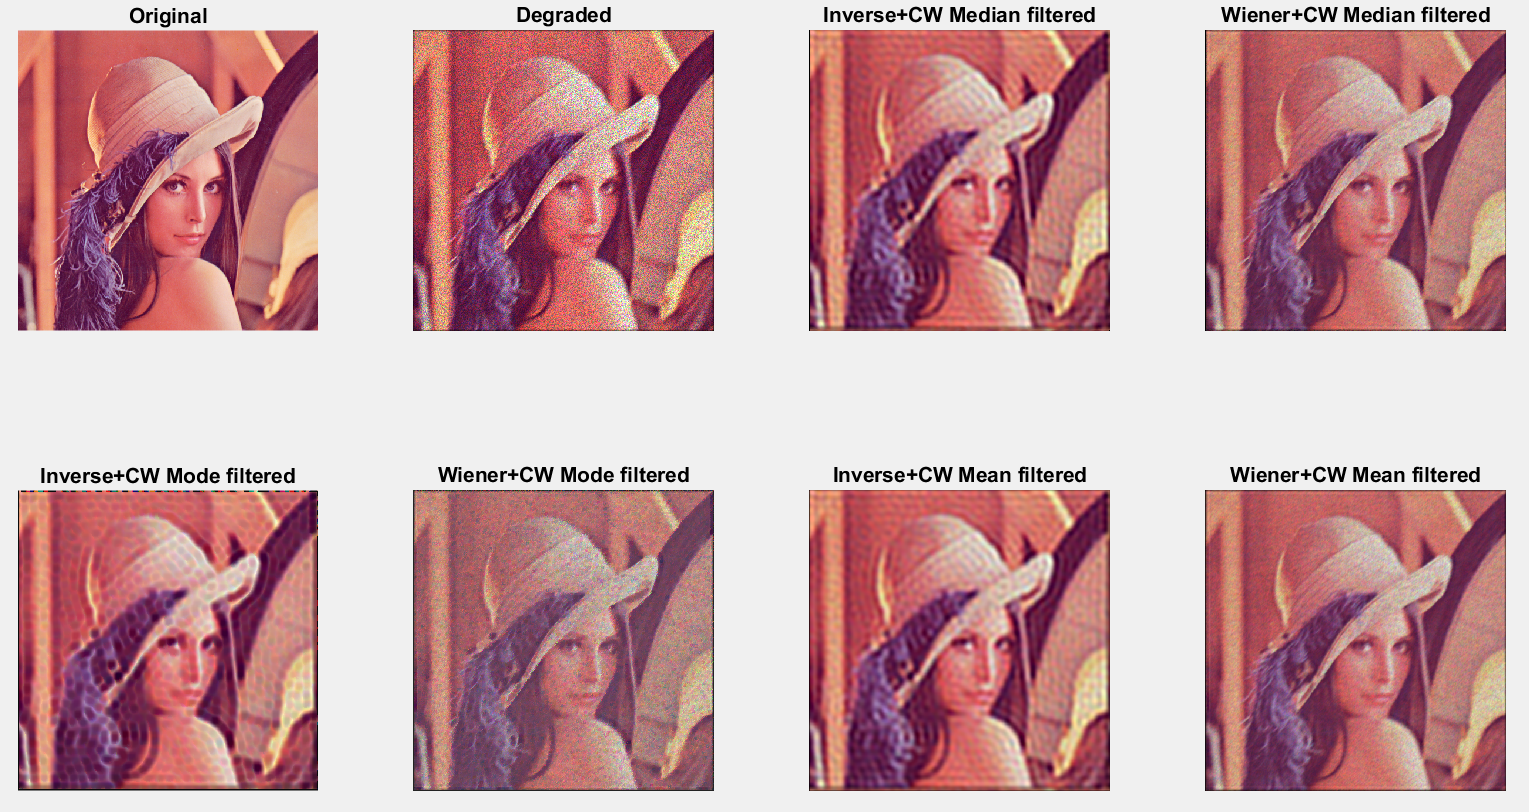 Original
Degraded
Inverse+CW Median filtered
Wiener+CW Median filtered
Inverse+CW Mode filtered
Wiener+CW Mode filtered
Inverse+CW Mean filtered
Wiener+CW Mean filtered